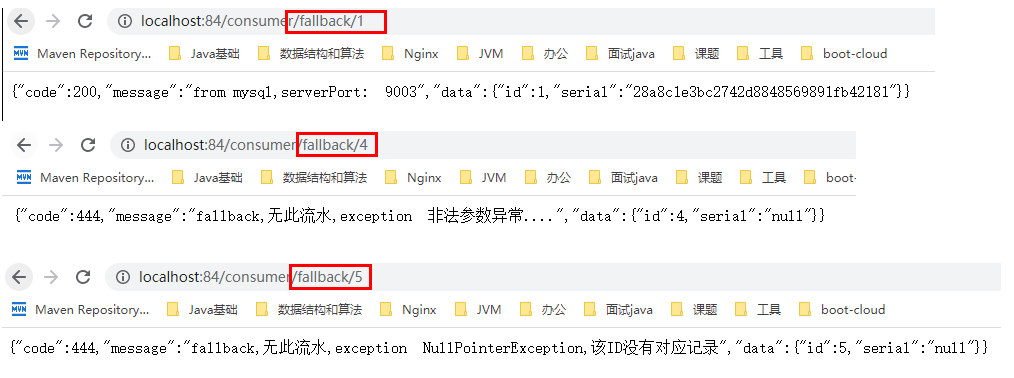 localhost:84/consumer/fallback/1
MVN Maven Repository... Java基础 数据结构和算法 Nginx JVM 办公 面试java 课题 工具 boot-cloud
{"code":200,"message":"from mysql,serverPort:  9003","data":{"id":1,"serial":"28a8c1e3bc2742d8848569891fb42181"}}
localhost:84/consumer/fallback/4
MVN Maven Repository... Java基础 数据结构和算法 Nginx JVM 办公 面试java 课题 工具 boot-
{"code":444,"message":"fallback,无此流水,exception  非法参数异常....","data":{"id":4,"serial":"null"}}
localhost:84/consumer/fallback/5
MVN Maven Repository... Java基础 数据结构和算法 Nginx JVM 办公 面试java 课题 工具 boot-cloud
{"code":444,"message":"fallback,无此流水,exception  NullPointerException,该ID没有对应记录","data":{"id":5,"serial":"null"}}